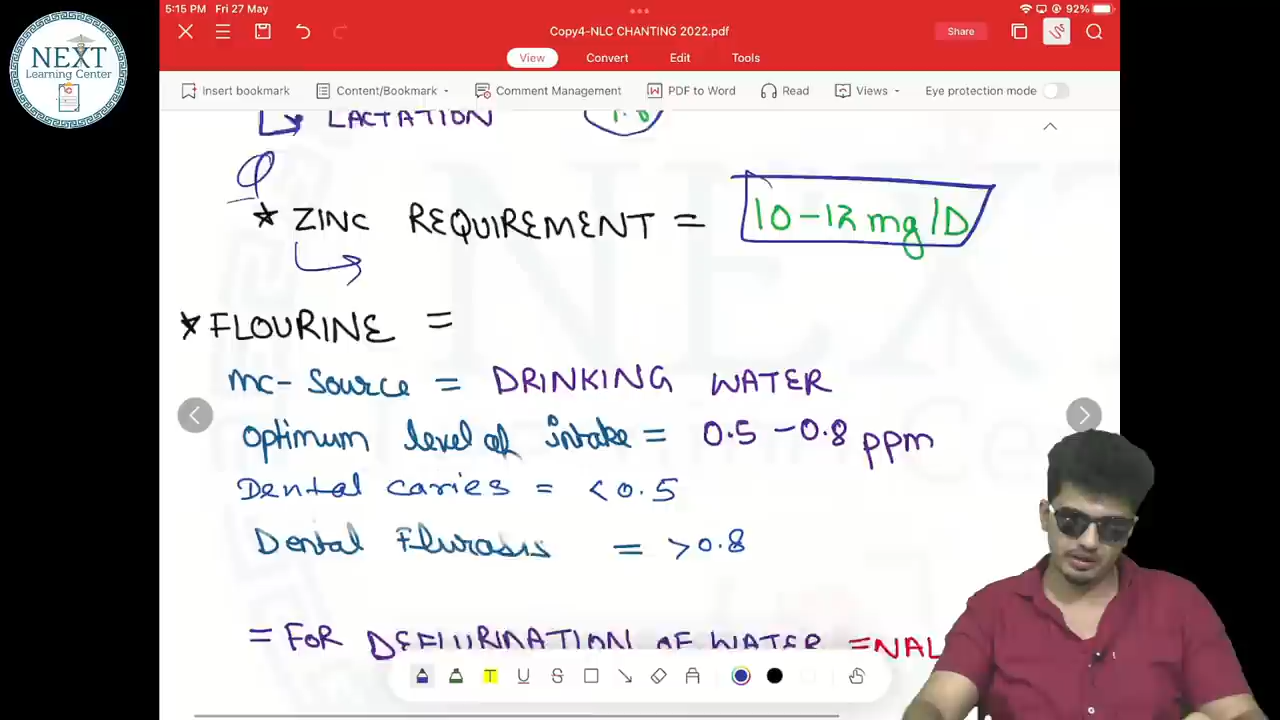 5:15 PM Fri 27 May
92%
NEXT
Learning Center
Copy4-NLC CHANTING 2022.pdf
Share
View
Convert
Edit
Tools
Insert bookmark
Content/Bookmark
Comment Management
PDF to Word
Read
Views
Eye protection mode
LACTATION
ZINC REQUIREMENT = 10-12 mg/D
FLOURINE =
mc- Source = DRINKING WATER
Optimum level of intake = 0.5 - 0.8 ppm
Dental caries = <0.5
Dental Flurosis = >0.8
= FOR DEFLURINATION OF WATER =NAL